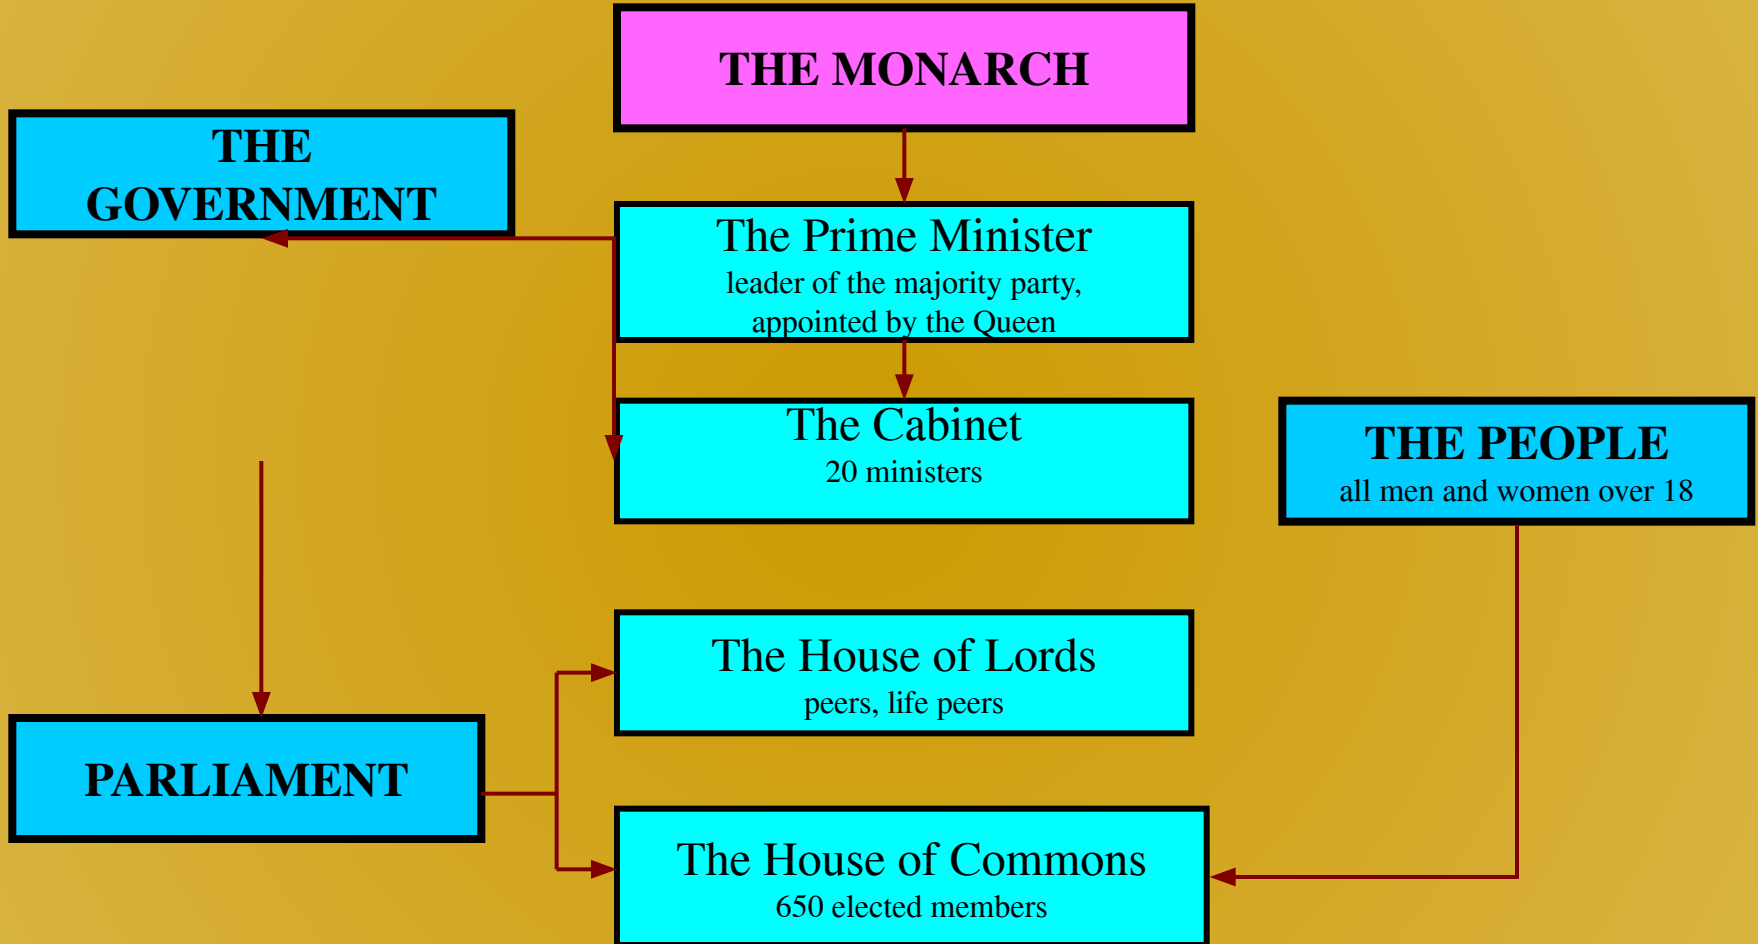 THE MONARCH
THE
GOVERNMENT
The Prime Minister
leader of the majority party,
appointed by the Queen
The Cabinet
20 ministers
THE PEOPLE
all men and women over 18
The House of Lords
peers, life peers
PARLIAMENT
The House of Commons
650 elected members